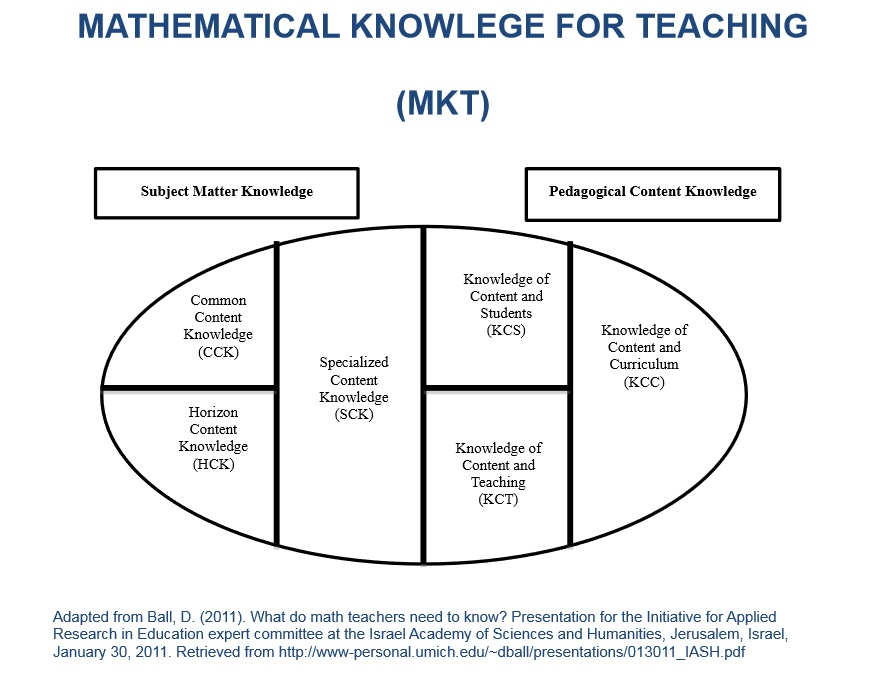 MATHEMATICAL KNOWLEGE FOR TEACHING
(MKT)
Subject Matter Knowledge
Pedagogical Content Knowledge
Common
Content
Knowledge
(CCK)
Horizon
Content
Knowledge
(HCK)
Specialized
Content
Knowledge
(SCK)
Knowledge of
Content and
Students
(KCS)
Knowledge of
Content and
Teaching
(KCT)
Knowledge of
Content and
Curriculum
(KCC)
Adapted from Ball, D. (2011). What do math teachers need to know? Presentation for the Initiative for Applied
Research in Education expert committee at the Israel Academy of Sciences and Humanities, Jerusalem, Israel,
January 30, 2011. Retrieved from http://www-personal.umich.edu/~dball/presentations/013011_IASH.pdf